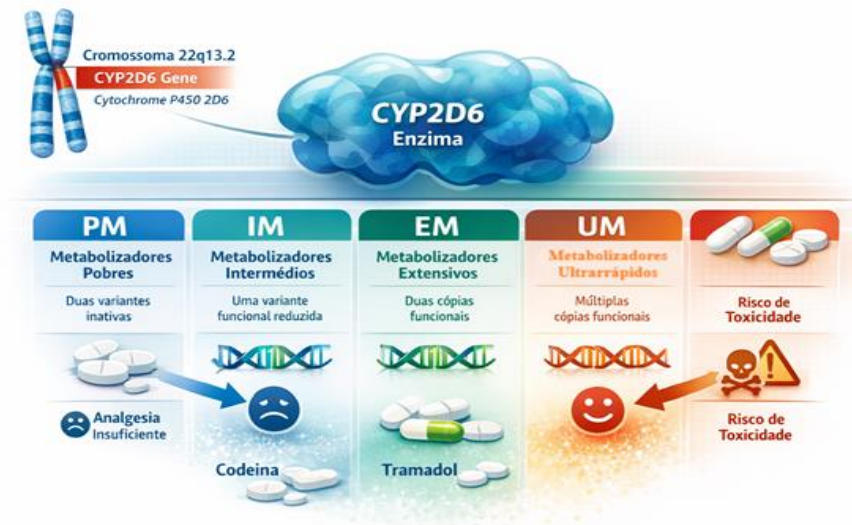 Cromossoma 22q13.2
CYP2D6 Gene
Cytochrome P450 2D6
CYP2D6
Enzima
PM
Metabolizadores
Pobres
Duas variantes
inativas
Analgesia
Insuficiente
IM
Metabolizadores
Intermédios
Uma variante
funcional reduzida
Codeina
EM
Metabolizadores
Extensivos
Duas cópias
funcionais
Tramadol
UM
Metabolizadores
Ultrarrápidos
Múltiplas
cópias funcionais
Risco de
Toxicidade
Risco de
Toxicidade